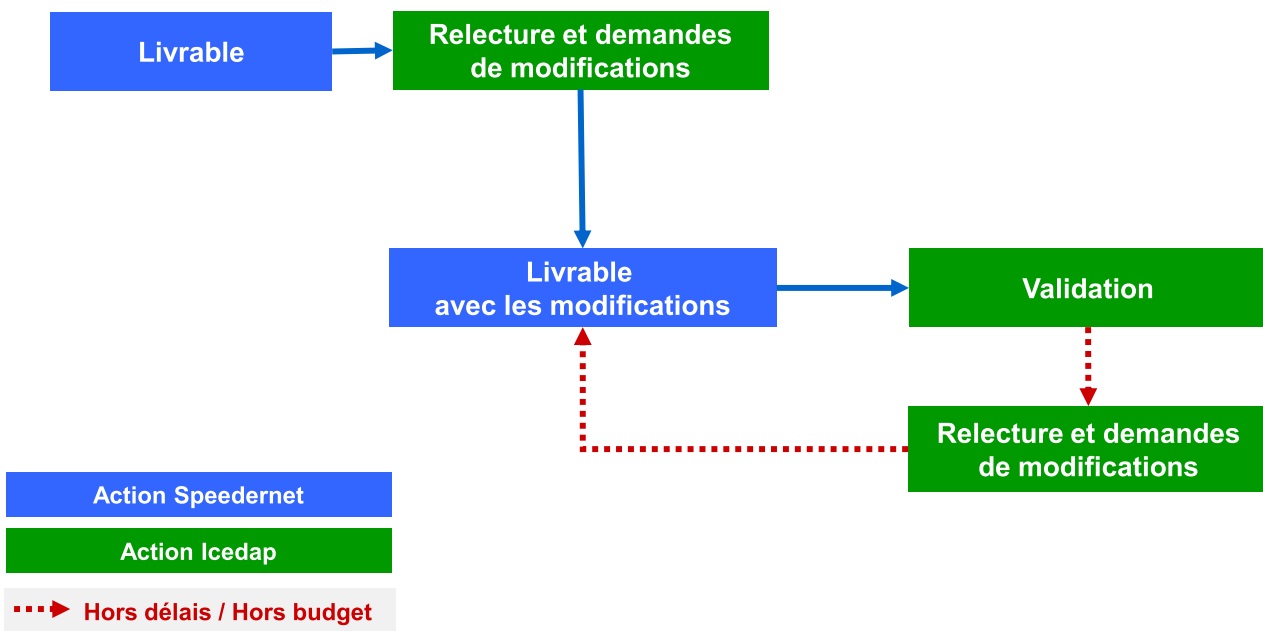 Livrable
Relecture et demandes
de modifications
Livrable
avec les modifications
Validation
Relecture et demandes
de modifications
Action Speedernet
Action Icedap
Hors délais / Hors budget